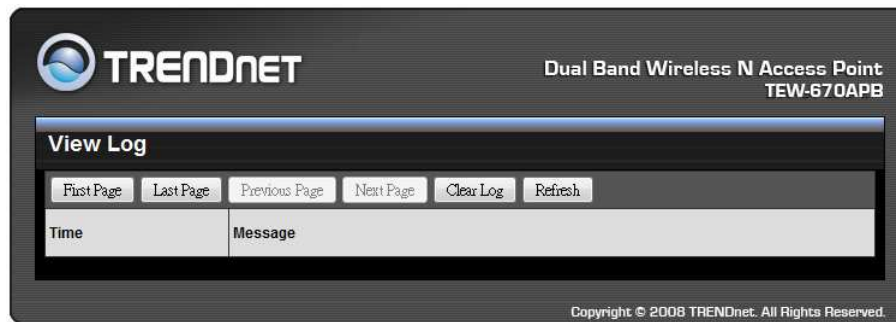 TRENDnet
Dual Band Wireless N Access Point
TEW-670APB
View Log
First Page Last Page Previous Page Next Page Clear Log Refresh
Time Message
Copyright © 2008 TRENDnet. All Rights Reserved.